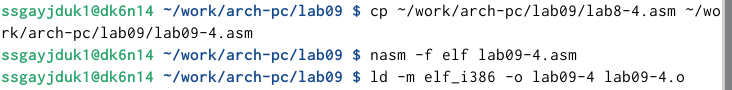 ssgayjduk1@dk6n14 ~/work/arch-pc/lab09 $ cp ~/work/arch-pc/lab09/lab8-4.asm ~/wo
rk/arch-pc/lab09/lab09-4.asm
ssgayjduk1@dk6n14 ~/work/arch-pc/lab09 $ nasm -f elf lab09-4.asm
ssgayjduk1@dk6n14 ~/work/arch-pc/lab09 $ ld -m elf_i386 -o lab09-4 lab09-4.o